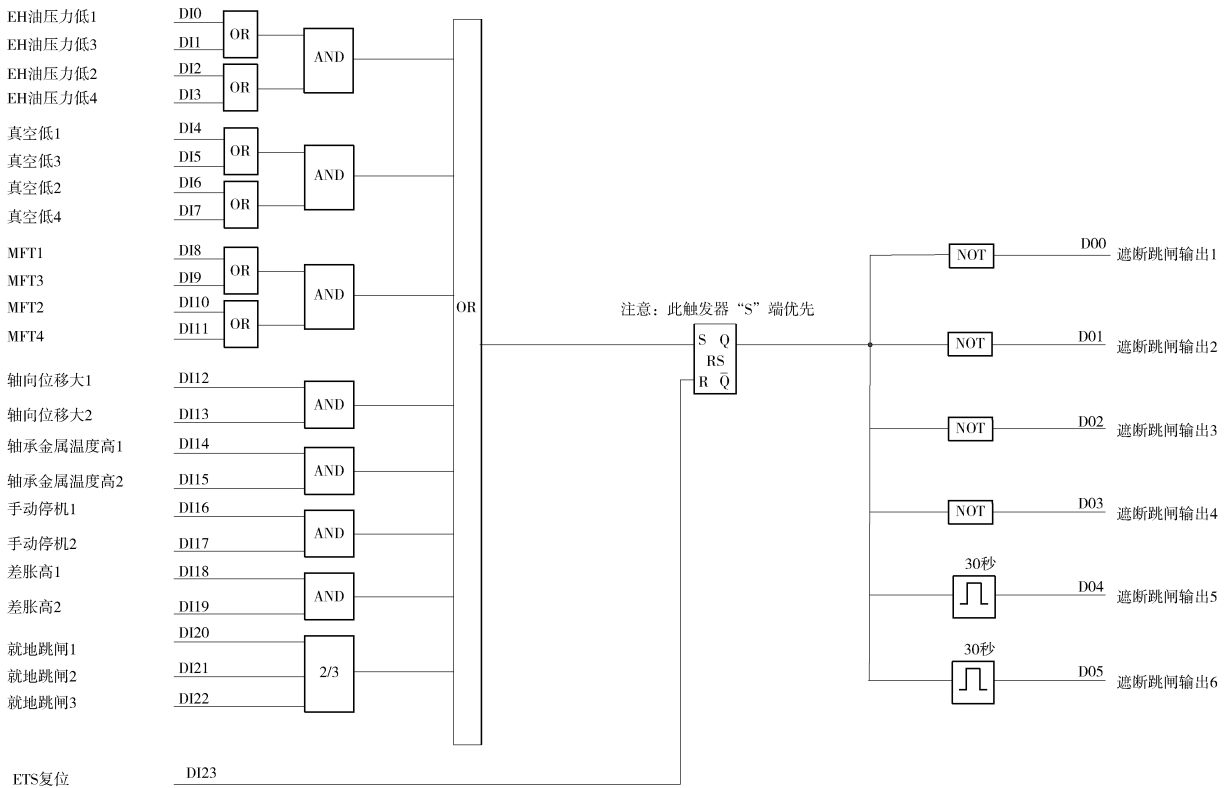 EH油压力低1 DI0
EH油压力低3 DI1
OR
EH油压力低2 DI2
EH油压力低4 DI3
OR
AND
真空低1 DI4
真空低3 DI5
OR
真空低2 DI6
真空低4 DI7
OR
AND
MFT1 DI8
MFT3 DI9
OR
MFT2 DI10
MFT4 DI11
OR
AND
轴向位移大1 DI12
轴向位移大2 DI13
AND
轴承金属温度高1 DI14
轴承金属温度高2 DI15
AND
手动停机1 DI16
手动停机2 DI17
AND
差胀高1 DI18
差胀高2 DI19
AND
就地跳闸1 DI20
就地跳闸2 DI21
就地跳闸3 DI22
2/3
ETS复位 DI23
OR
注意：此触发器“S”端优先
S Q
RS
R Q̅
NOT D00 遮断跳闸输出1
NOT D01 遮断跳闸输出2
NOT D02 遮断跳闸输出3
NOT D03 遮断跳闸输出4
30秒
D04 遮断跳闸输出5
30秒
D05 遮断跳闸输出6